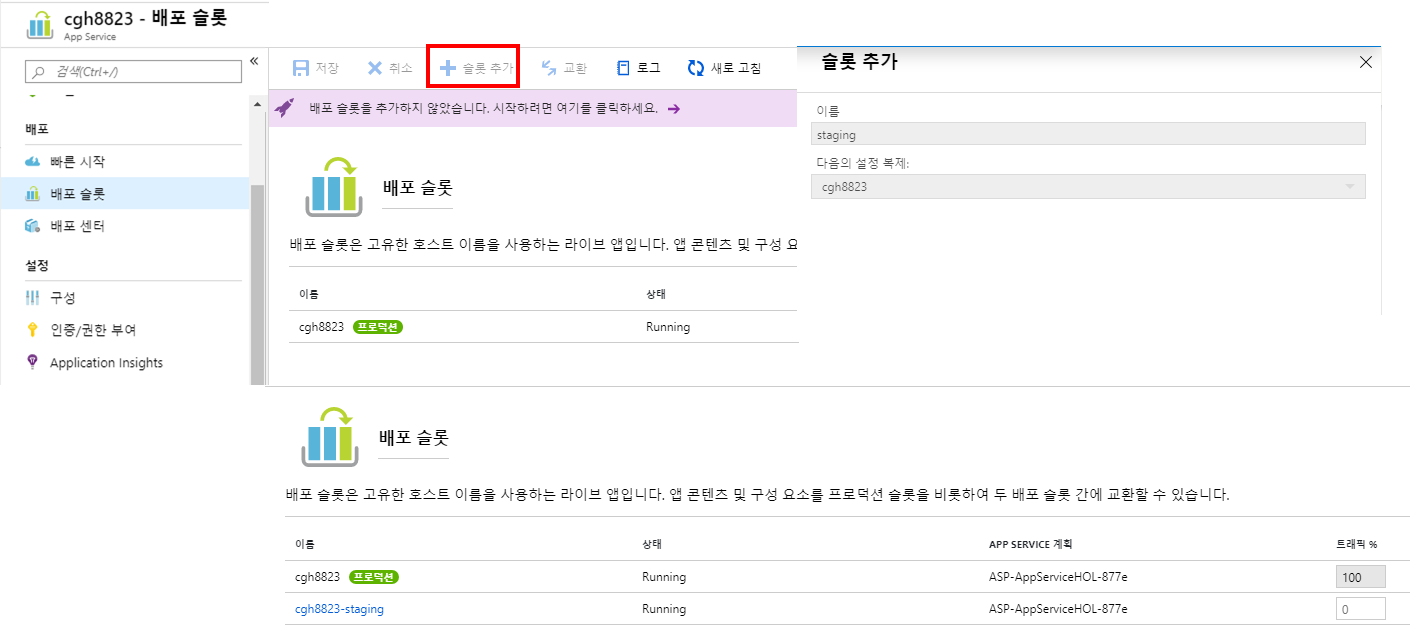 cgh8823 - 배포 슬롯
App Service
검색(Ctrl+/)
배포
빠른 시작
배포 슬롯
배포 센터
설정
구성
인증/권한 부여
Application Insights
저장 취소 슬롯 추가 교환 로그 새로 고침
배포 슬롯을 추가하지 않았습니다. 시작하려면 여기를 클릭하세요.
배포 슬롯
배포 슬롯은 고유한 호스트 이름을 사용하는 라이브 앱입니다. 앱 콘텐츠 및 구성 요
이름 상태
cgh8823 프로덕션 Running
슬롯 추가
이름
staging
다음의 설정 복제:
cgh8823
배포 슬롯
배포 슬롯은 고유한 호스트 이름을 사용하는 라이브 앱입니다. 앱 콘텐츠 및 구성 요소를 프로덕션 슬롯을 비롯하여 두 배포 슬롯 간에 교환할 수 있습니다.
이름 상태 APP SERVICE 계획 트래픽 %
cgh8823 프로덕션 Running ASP-AppServiceHOL-877e 100
cgh8823-staging Running ASP-AppServiceHOL-877e 0